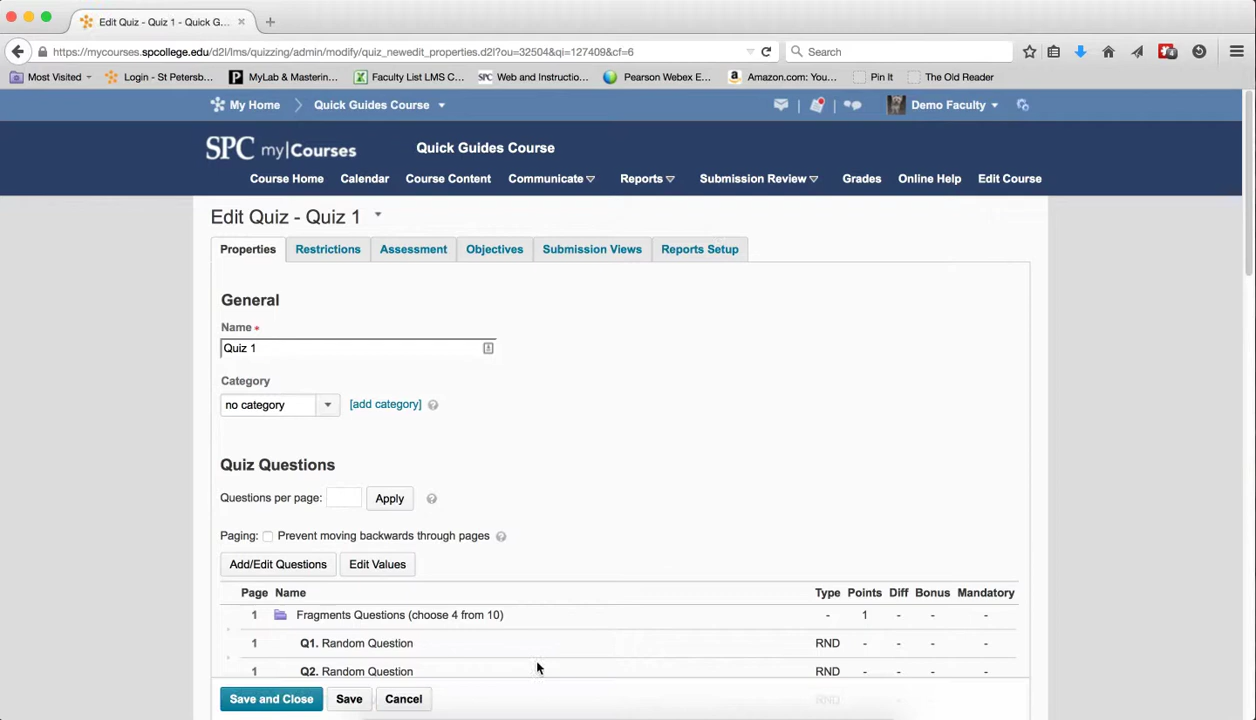 Edit Quiz - Quiz 1 - Quick G...
https://mycourses.spcollege.edu/d2l/lms/quizzing/admin/modify/quiz_newedit_properties.d2l?ou=32504&qi=127409&cf=6
Search
Most Visited
Login - St Petersb...
MyLab & Masterin...
Faculty List LMS C...
SPC Web and Instructio...
Pearson Webex E...
Amazon.com: You...
Pin It
The Old Reader
My Home
Quick Guides Course
Demo Faculty
SPC my|Courses
Quick Guides Course
Course Home Calendar Course Content Communicate Reports Submission Review Grades Online Help Edit Course
Edit Quiz - Quiz 1
Properties Restrictions Assessment Objectives Submission Views Reports Setup
General
Name *
Quiz 1
Category
no category [add category]
Quiz Questions
Questions per page: Apply
Paging: Prevent moving backwards through pages
Add/Edit Questions Edit Values
Page Name Type Points Diff Bonus Mandatory
1 Fragments Questions (choose 4 from 10) - 1 - - -
1 Q1. Random Question RND - - - -
1 Q2. Random Question RND - - - -
Save and Close Save Cancel
RND